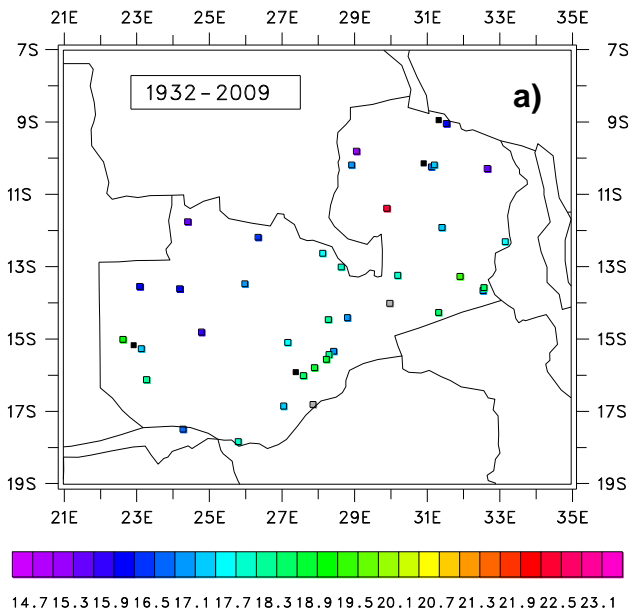 21E 23E 25E 27E 29E 31E 33E 35E
7S 7S
1932-2009 a)
9S 9S
11S 11S
13S 13S
15S 15S
17S 17S
19S 19S
21E 23E 25E 27E 29E 31E 33E 35E
14.7 15.3 15.9 16.5 17.1 17.7 18.3 18.9 19.5 20.1 20.7 21.3 21.9 22.5 23.1